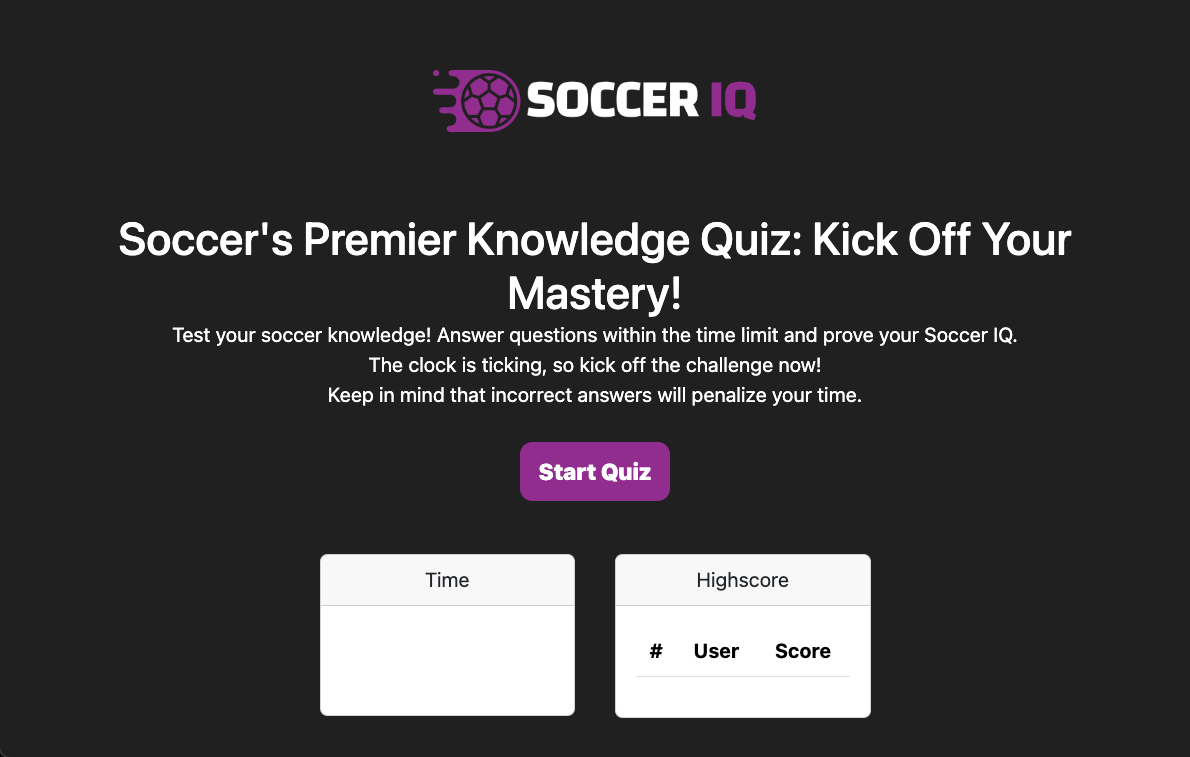 SOCCER IQ
Soccer's Premier Knowledge Quiz: Kick Off Your
Mastery!
Test your soccer knowledge! Answer questions within the time limit and prove your Soccer IQ.
The clock is ticking, so kick off the challenge now!
Keep in mind that incorrect answers will penalize your time.
Start Quiz
Time
Highscore
# User Score